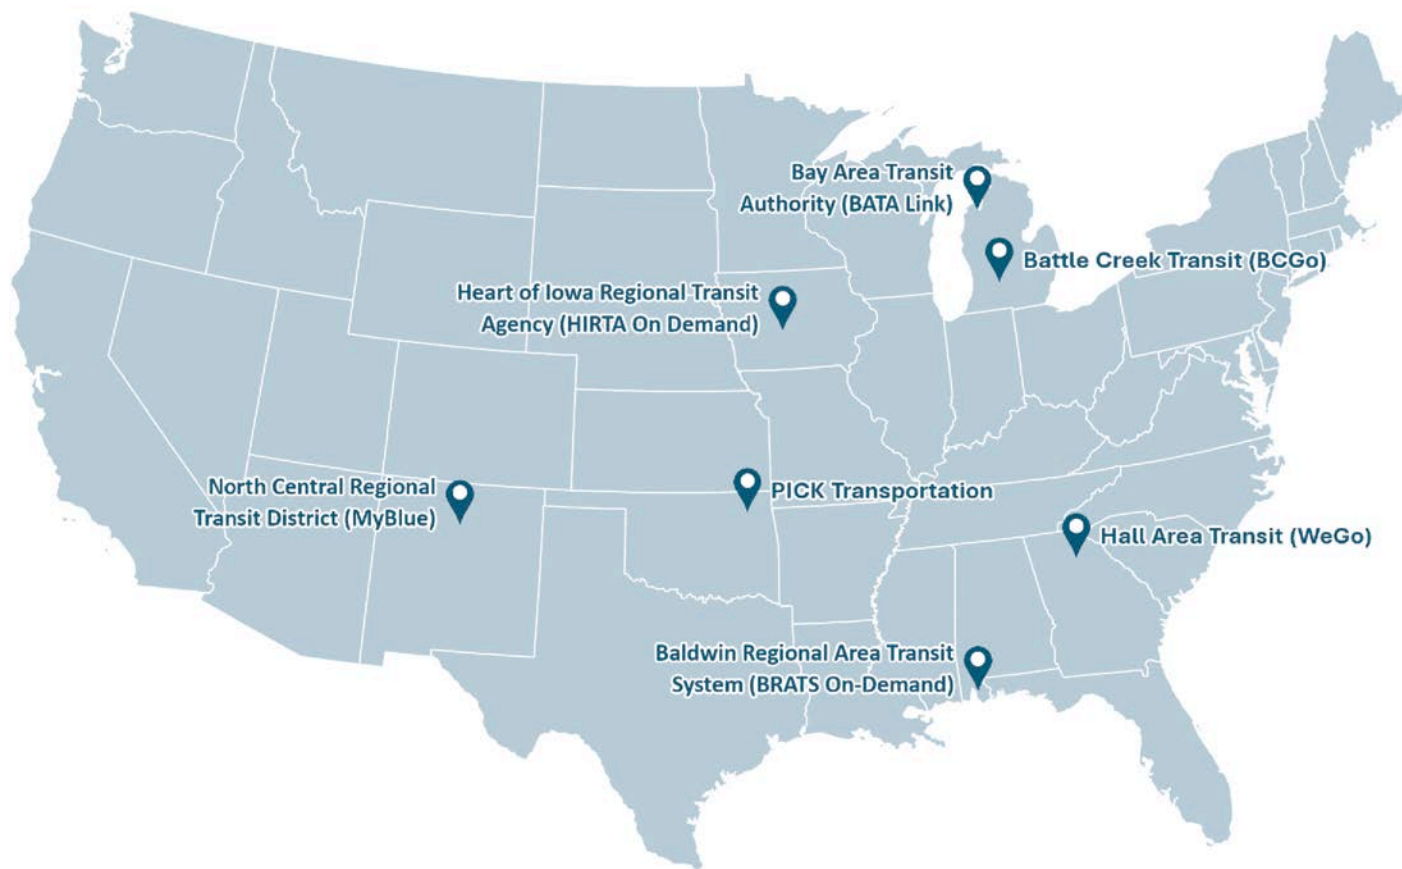 Bay Area Transit
Authority (BATA Link)
Battle Creek Transit (BCGo)
Heart of Iowa Regional Transit
Agency (HIRTA On Demand)
North Central Regional
Transit District (MyBlue)
PICK Transportation
Hall Area Transit (WeGo)
Baldwin Regional Area Transit
System (BRATS On-Demand)